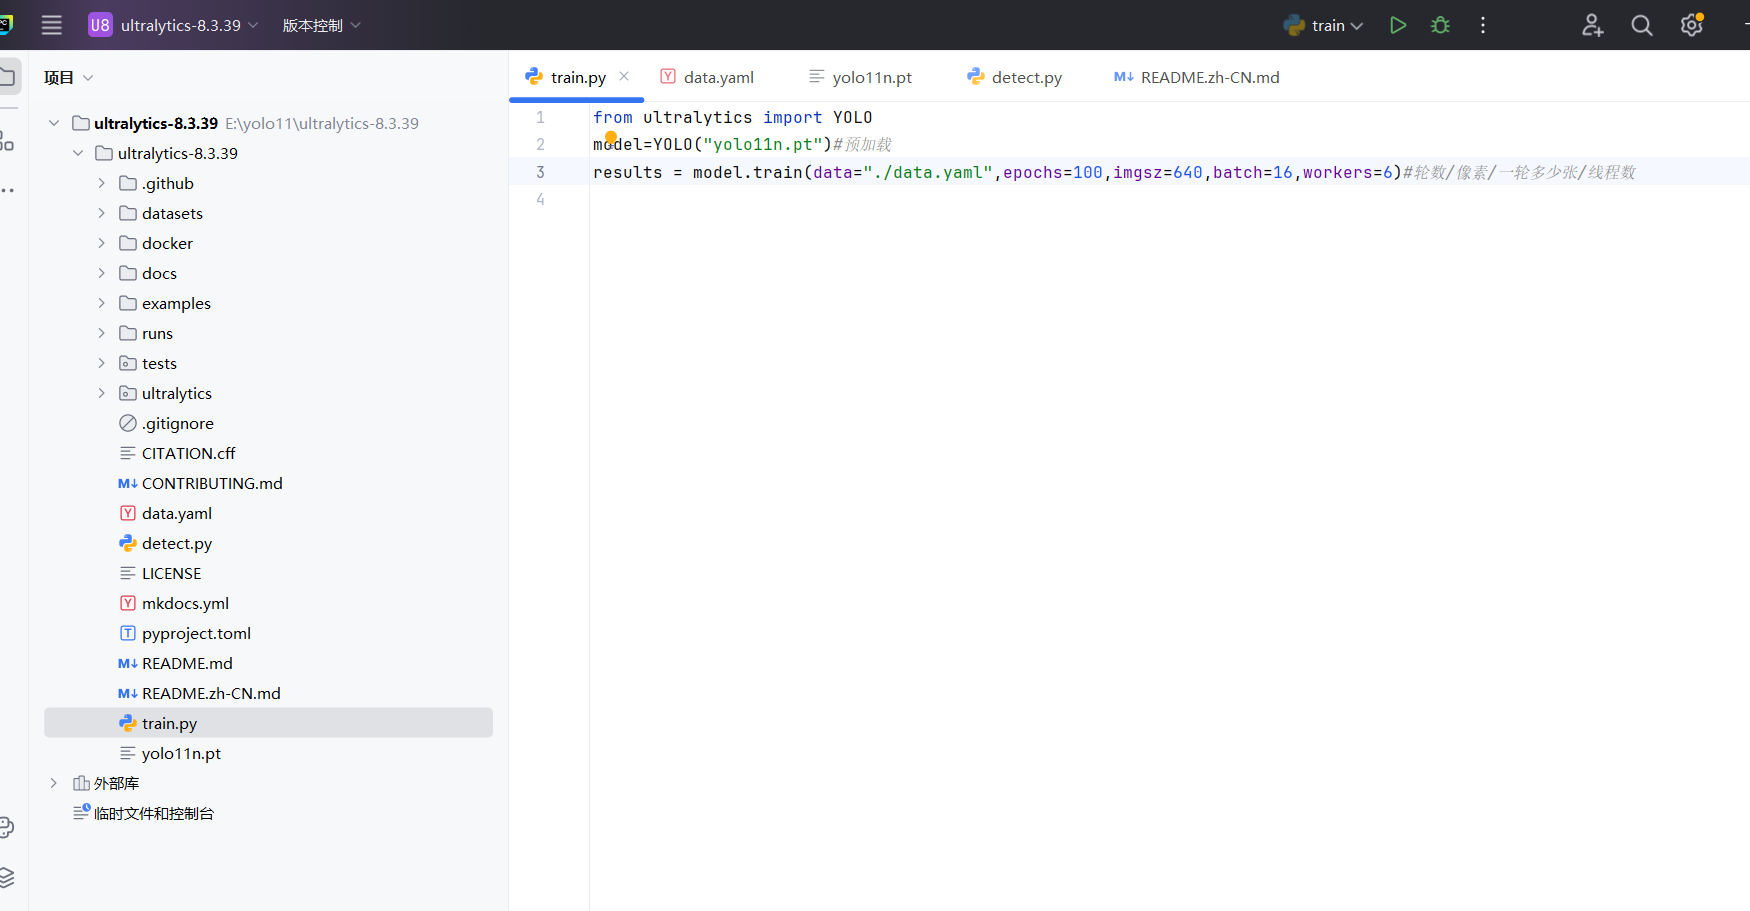 PC
U8 ultralytics-8.3.39 版本控制 train
项目
train.py data.yaml yolo11n.pt detect.py README.zh-CN.md
ultralytics-8.3.39 E:\yolo11\ultralytics-8.3.39
ultralytics-8.3.39
.github
datasets
docker
docs
examples
runs
tests
ultralytics
.gitignore
CITATION.cff
CONTRIBUTING.md
data.yaml
detect.py
LICENSE
mkdocs.yml
pyproject.toml
README.md
README.zh-CN.md
train.py
yolo11n.pt
外部库
临时文件和控制台
1 from ultralytics import YOLO
2 model=YOLO("yolo11n.pt")#预加载
3 results = model.train(data="./data.yaml",epochs=100,imgsz=640,batch=16,workers=6)#轮数/像素/一轮多少张/线程数
4